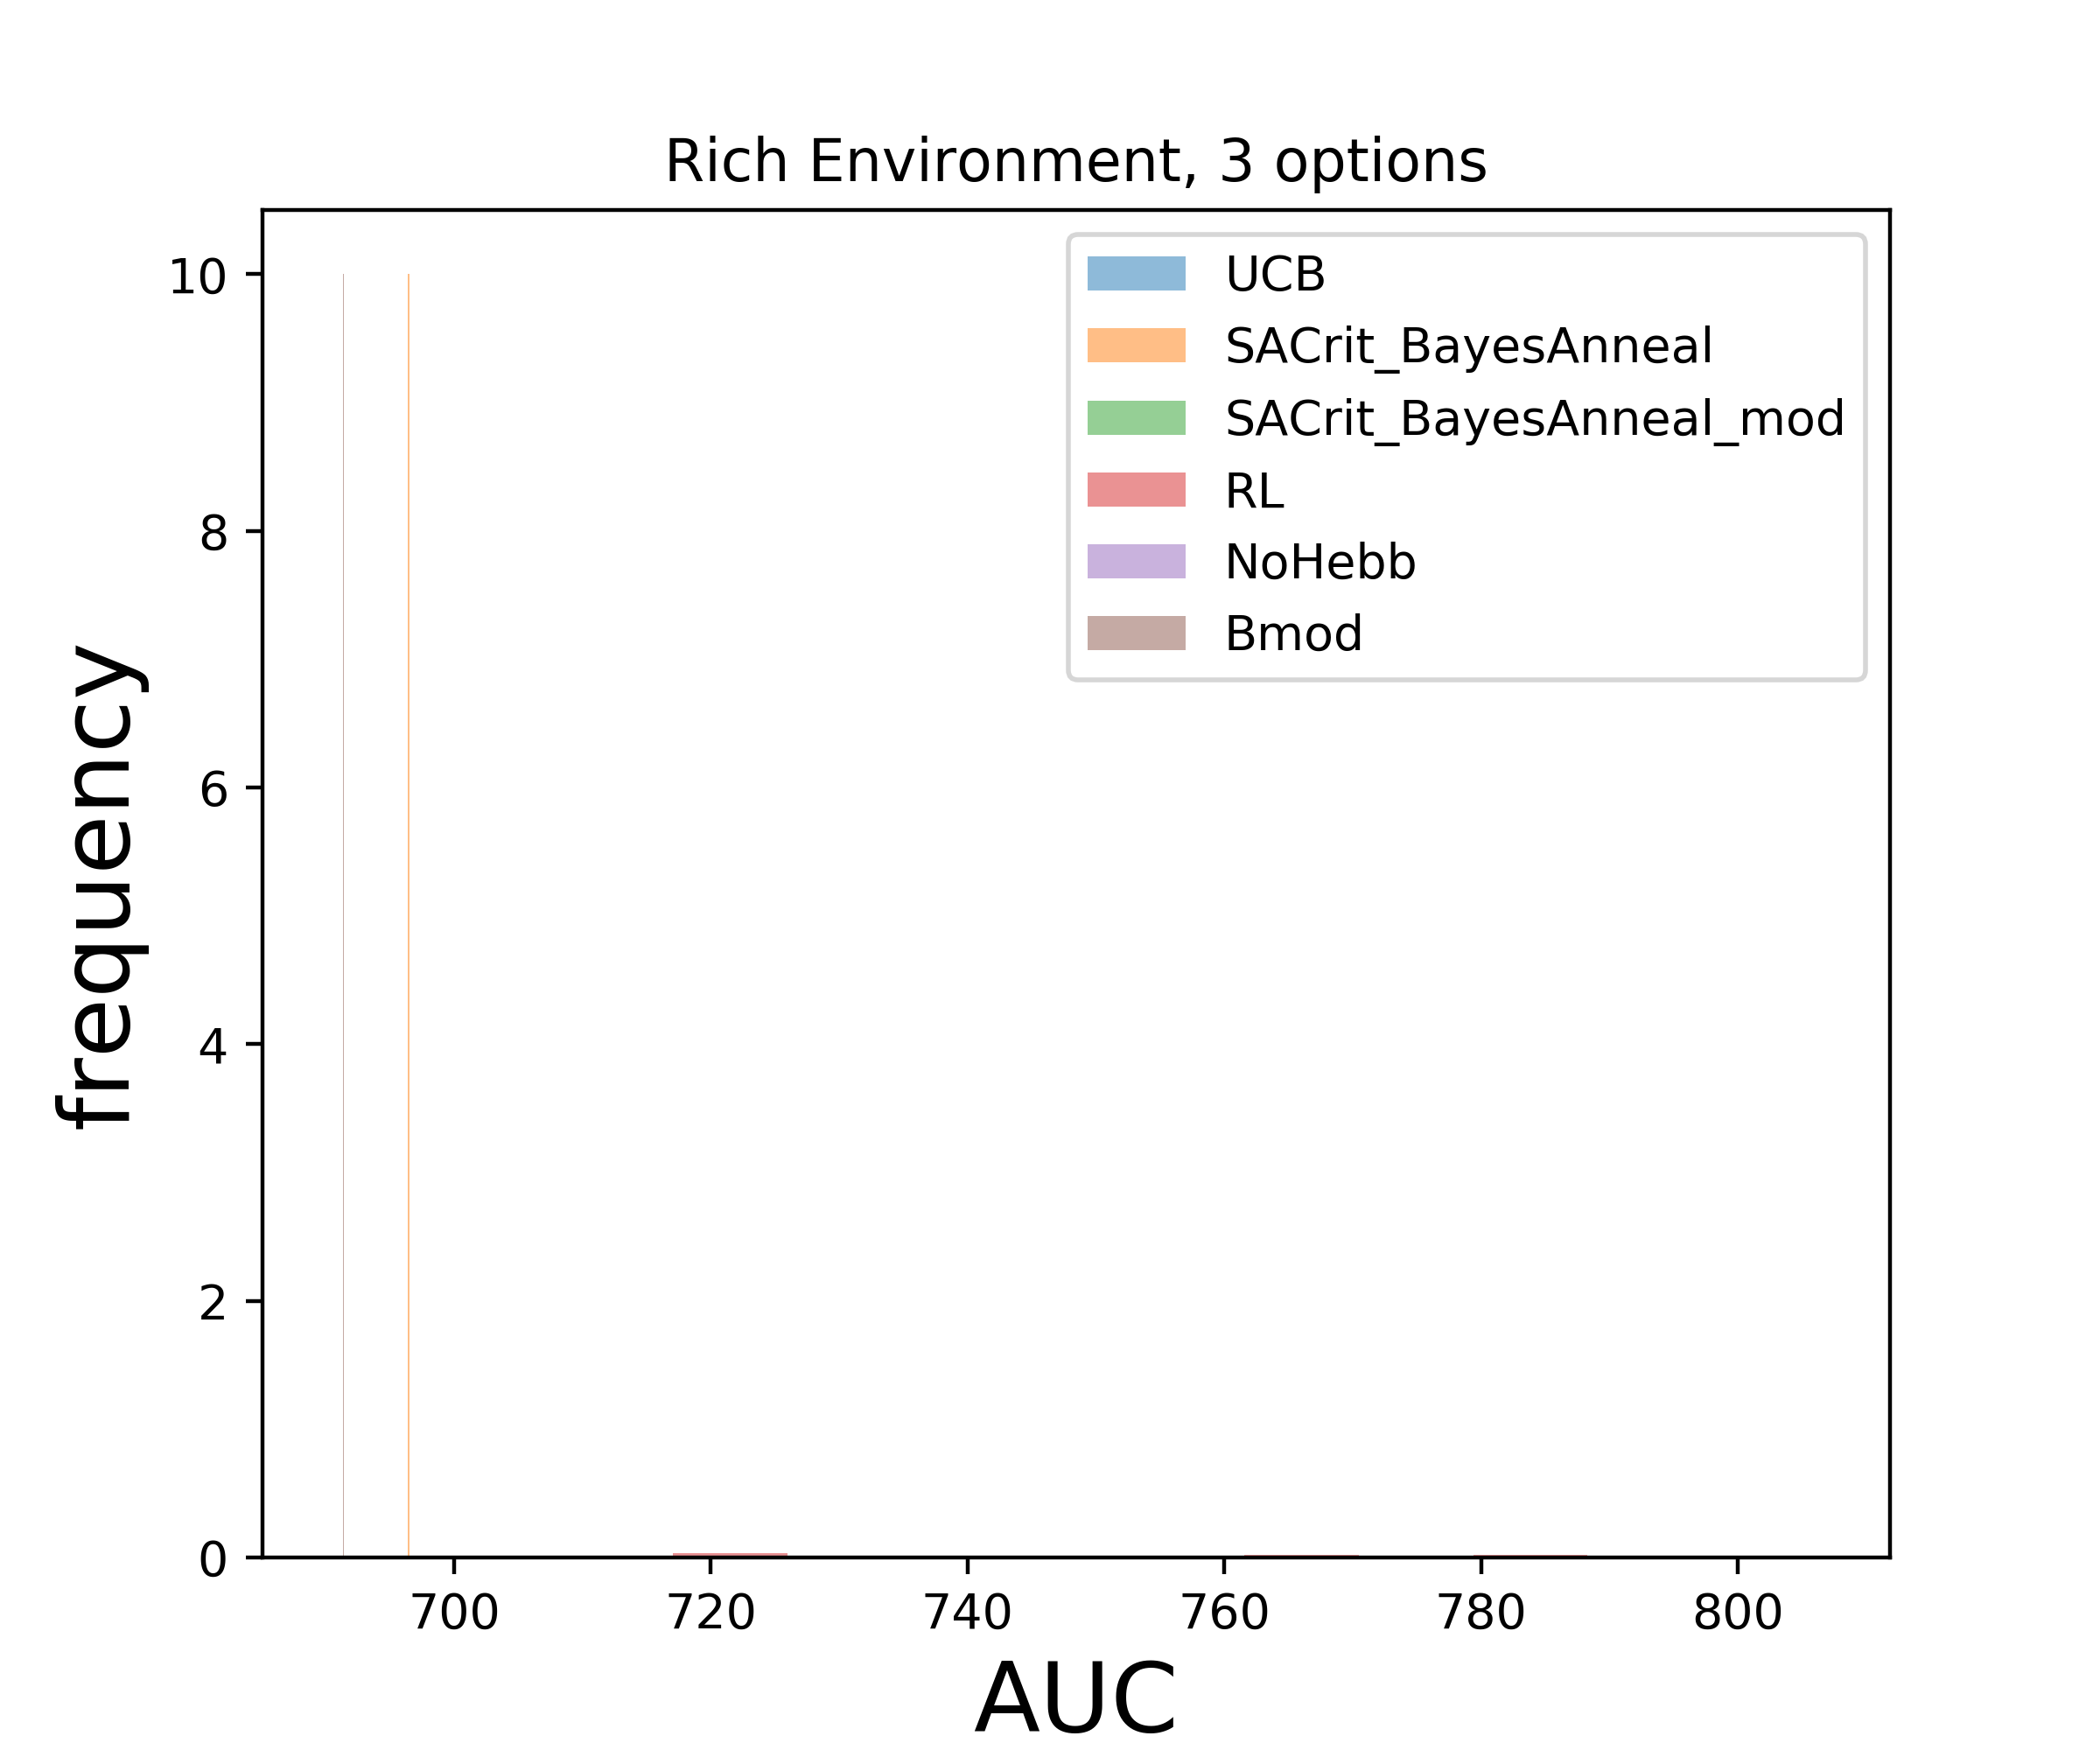 Rich Environment, 3 options
10
8
6
4
2
0
frequency
UCB
SACrit_BayesAnneal
SACrit_BayesAnneal_mod
RL
NoHebb
Bmod
700 720 740 760 780 800
AUC